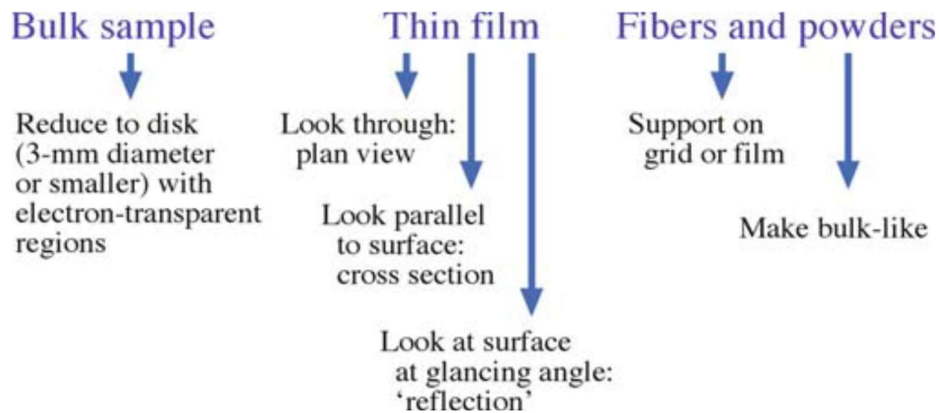 Bulk sample
Reduce to disk
(3-mm diameter
or smaller) with
electron-transparent
regions
Thin film
Look through:
plan view
Look parallel
to surface:
cross section
Look at surface
at glancing angle:
‘reflection’
Fibers and powders
Support on
grid or film
Make bulk-like